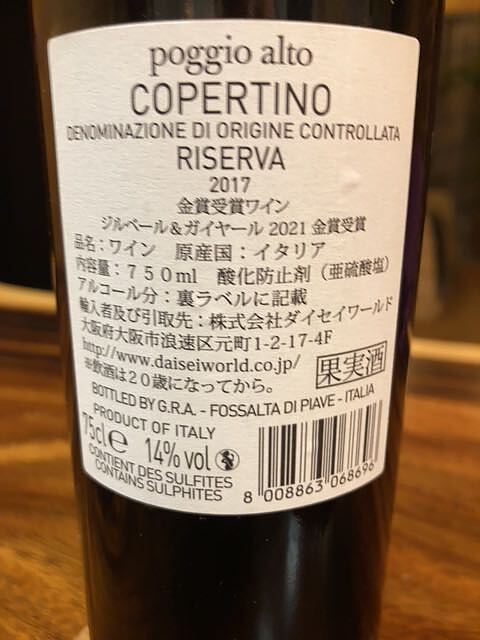 poggio alto
COPERTINO
DENOMINAZIONE DI ORIGINE CONTROLLATA
RISERVA
2017
金賞受賞ワイン
ジルベール＆ガイヤール 2021 金賞受賞
品名：ワイン 原産国：イタリア
内容量：７５０ml 酸化防止剤（亜硫酸塩）
アルコール分：裏ラベルに記載
輸入者及び引取先：株式会社ダイセイワールド
大阪府大阪市浪速区元町1-2-17-4F
http://www.daiseiworld.co.jp/
※飲酒は２０歳になってから。
果実酒
BOTTLED BY G.R.A. - FOSSALTA DI PIAVE - ITALIA
PRODUCT OF ITALY
75cl e 14% vol
CONTIENT DES SULFITES
CONTAINS SULPHITES
8 008863 068696